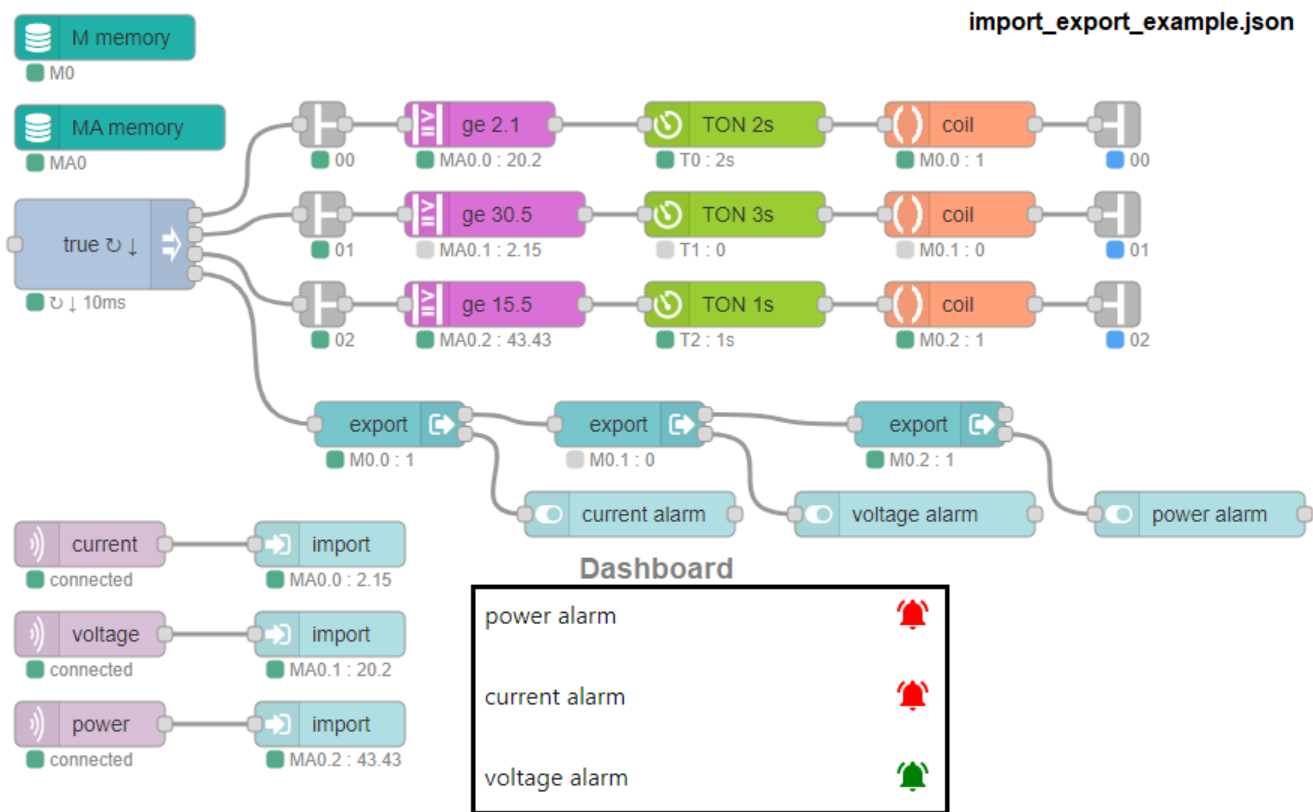 import_export_example.json
M memory
M0
MA memory
MA0
true ↻ ↓
↻ ↓ 10ms
00
ge 2.1
MA0.0 : 20.2
TON 2s
T0 : 2s
coil
M0.0 : 1
00
01
ge 30.5
MA0.1 : 2.15
TON 3s
T1 : 0
coil
M0.1 : 0
01
02
ge 15.5
MA0.2 : 43.43
TON 1s
T2 : 1s
coil
M0.2 : 1
02
export
M0.0 : 1
export
M0.1 : 0
export
M0.2 : 1
current alarm
voltage alarm
power alarm
current
connected
import
MA0.0 : 2.15
voltage
connected
import
MA0.1 : 20.2
power
connected
import
MA0.2 : 43.43
Dashboard
power alarm
current alarm
voltage alarm